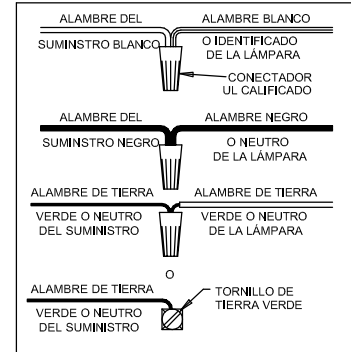 ALAMBRE DEL ALAMBRE BLANCO
SUMINSTRO BLANCO O IDENTIFICADO
DE LA LÁMPARA
CONECTADOR
UL CALIFICADO
ALAMBRE DEL ALAMBRE NEGRO
SUMINSTRO NEGRO O NEUTRO
DE LA LÁMPARA
ALAMBRE DE TIERRA ALAMBRE DE TIERRA
VERDE O NEUTRO VERDE O NEUTRO
DEL SUMINISTRO DE LA LÁMPARA
O
ALAMBRE DE TIERRA
TORNILLO DE
TIERRA VERDE
VERDE O NEUTRO
DEL SUMINISTRO